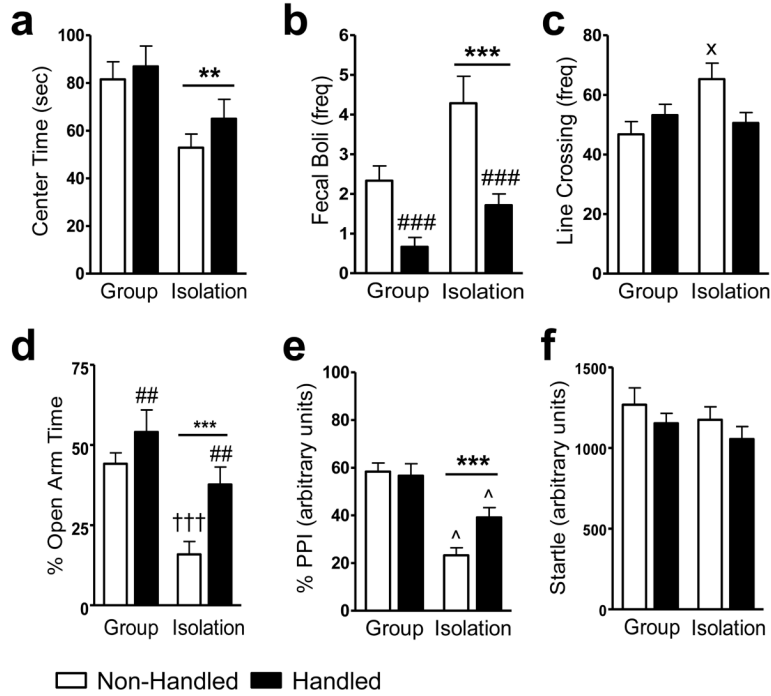 a
Center Time (sec)
100
80
60
40
20
0
**
Group Isolation
b
Fecal Boli (freq)
6
5
4
3
2
1
0
***
###
###
Group Isolation
c
Line Crossing (freq)
80
60
40
20
0
x
Group Isolation
d
% Open Arm Time
75
50
25
0
##
***
##
†††
Group Isolation
e
% PPI (arbitrary units)
100
80
60
40
20
0
***
^
^
Group Isolation
f
Startle (arbitrary units)
1500
1000
500
0
Group Isolation
Non-Handled Handled